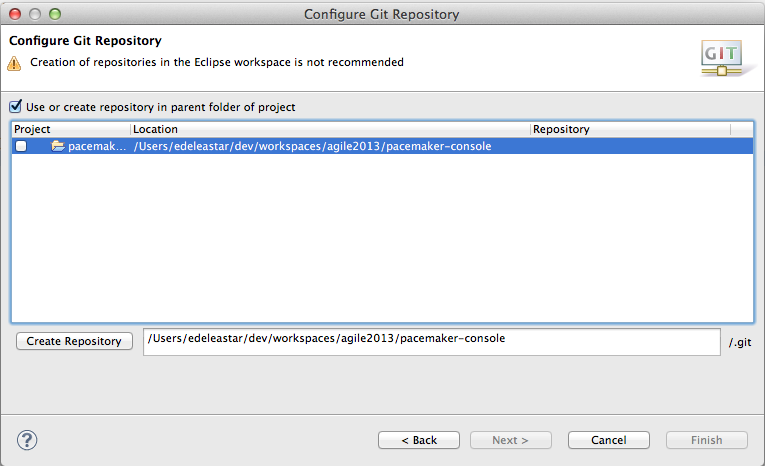 Configure Git Repository
Configure Git Repository
Creation of repositories in the Eclipse workspace is not recommended
GIT
Use or create repository in parent folder of project
Project Location Repository
pacemak... /Users/edeleastar/dev/workspaces/agile2013/pacemaker-console
Create Repository /Users/edeleastar/dev/workspaces/agile2013/pacemaker-console /.git
? < Back Next > Cancel Finish